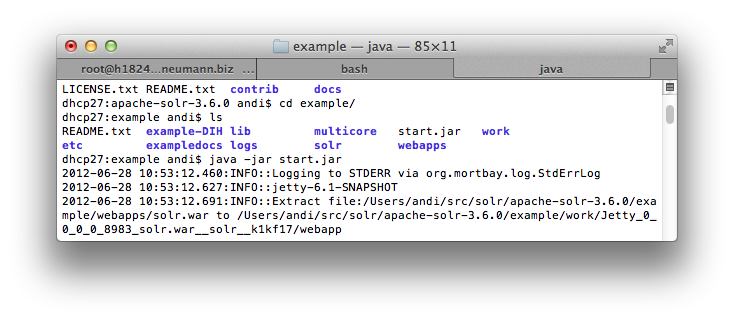 example — java — 85×11
root@h1824...neumann.biz ... bash java
LICENSE.txt README.txt contrib docs
dhcp27:apache-solr-3.6.0 andi$ cd example/
dhcp27:example andi$ ls
README.txt example-DIH lib multicore start.jar work
etc exampledocs logs solr webapps
dhcp27:example andi$ java -jar start.jar
2012-06-28 10:53:12.460:INFO::Logging to STDERR via org.mortbay.log.StdErrLog
2012-06-28 10:53:12.627:INFO::jetty-6.1-SNAPSHOT
2012-06-28 10:53:12.691:INFO::Extract file:/Users/andi/src/solr/apache-solr-3.6.0/exa
mple/webapps/solr.war to /Users/andi/src/solr/apache-solr-3.6.0/example/work/Jetty_0_
0_0_0_8983_solr.war__solr__k1kf17/webapp